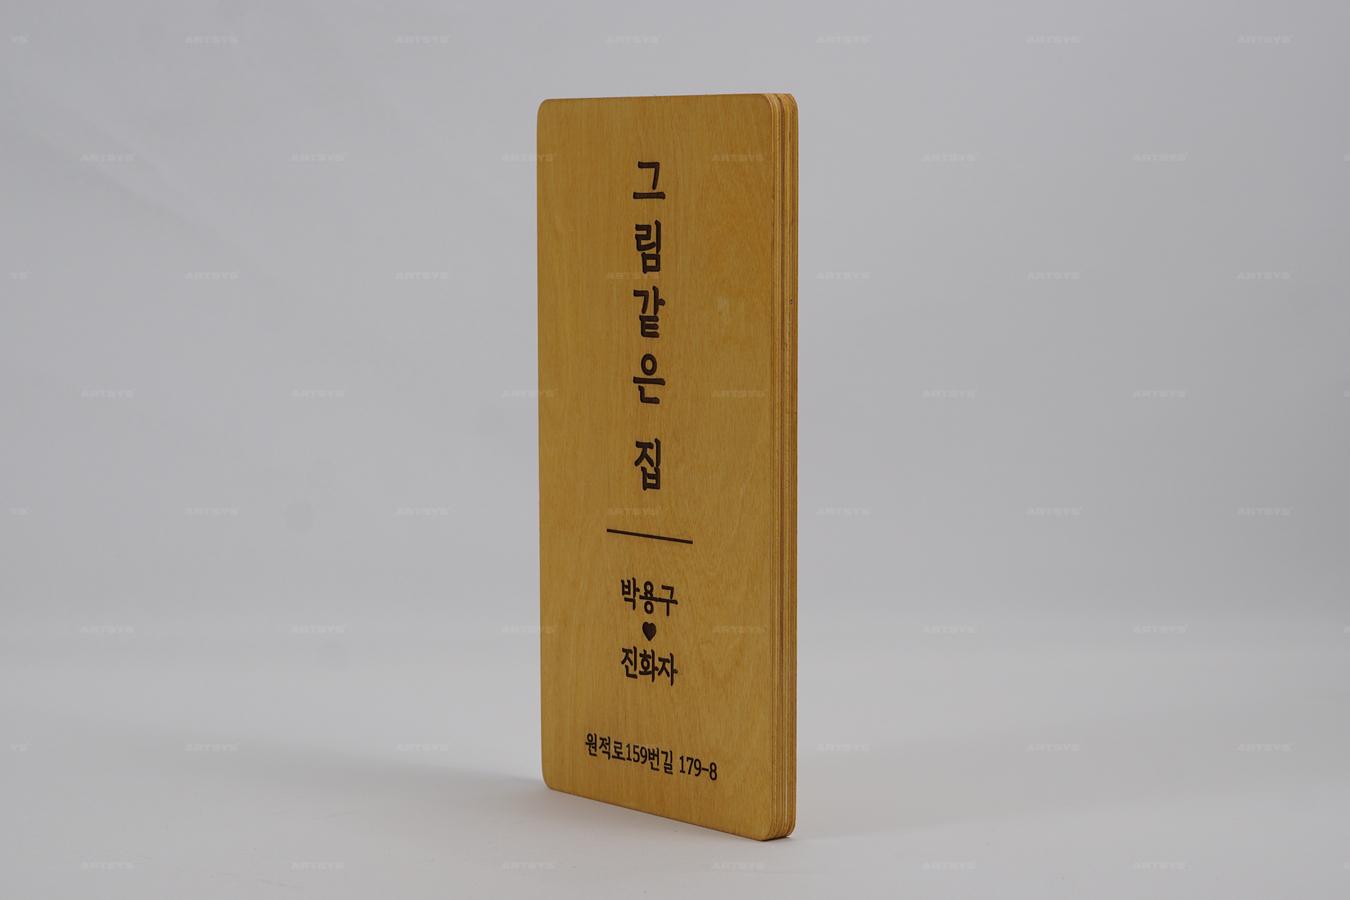 그림같은 집
박용구
♥
진화자
원적로159번길 179-8
ARTSYS